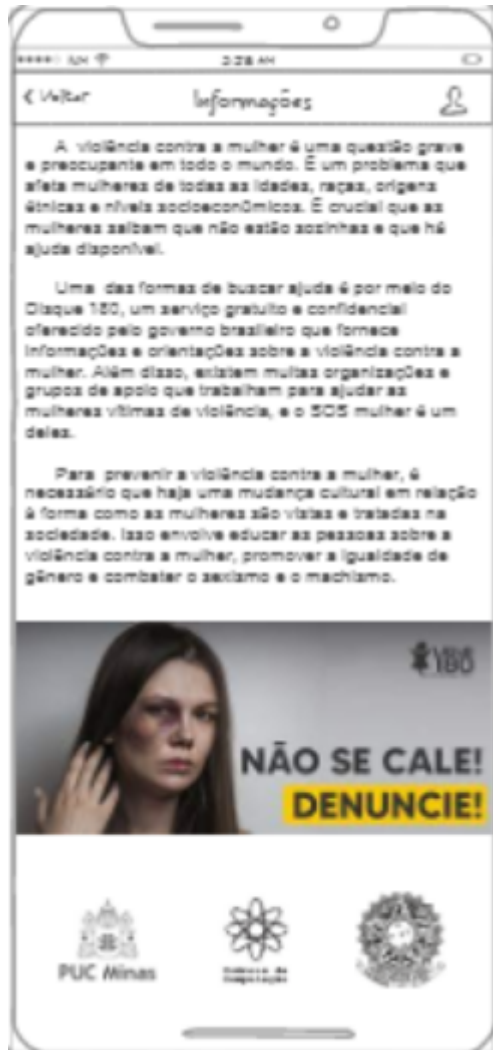 2:28 AM
Voltar
Informações
A violência contra a mulher é uma questão grave
e preocupante em todo o mundo. É um problema que
afeta mulheres de todas as idades, raças, origens
étnicas e níveis socioeconômicos. É crucial que as
mulheres saibam que não estão sozinhas e que há
ajuda disponível.
Uma das formas de buscar ajuda é por meio do
Disque 180, um serviço gratuito e confidencial
oferecido pelo governo brasileiro que fornece
informações e orientações sobre a violência contra a
mulher. Além disso, existem muitas organizações e
grupos de apoio que trabalham para ajudar as
mulheres vítimas de violência, e o SOS mulher é um
deles.
Para prevenir a violência contra a mulher, é
necessário que haja uma mudança cultural em relação
à forma como as mulheres são vistas e tratadas na
sociedade. Isso envolve educar as pessoas sobre a
violência contra a mulher, promover a igualdade de
gênero e combater o sexismo e o machismo.
LIGUE
180
NÃO SE CALE!
DENUNCIE!
PUC Minas
Ciência da
Computação